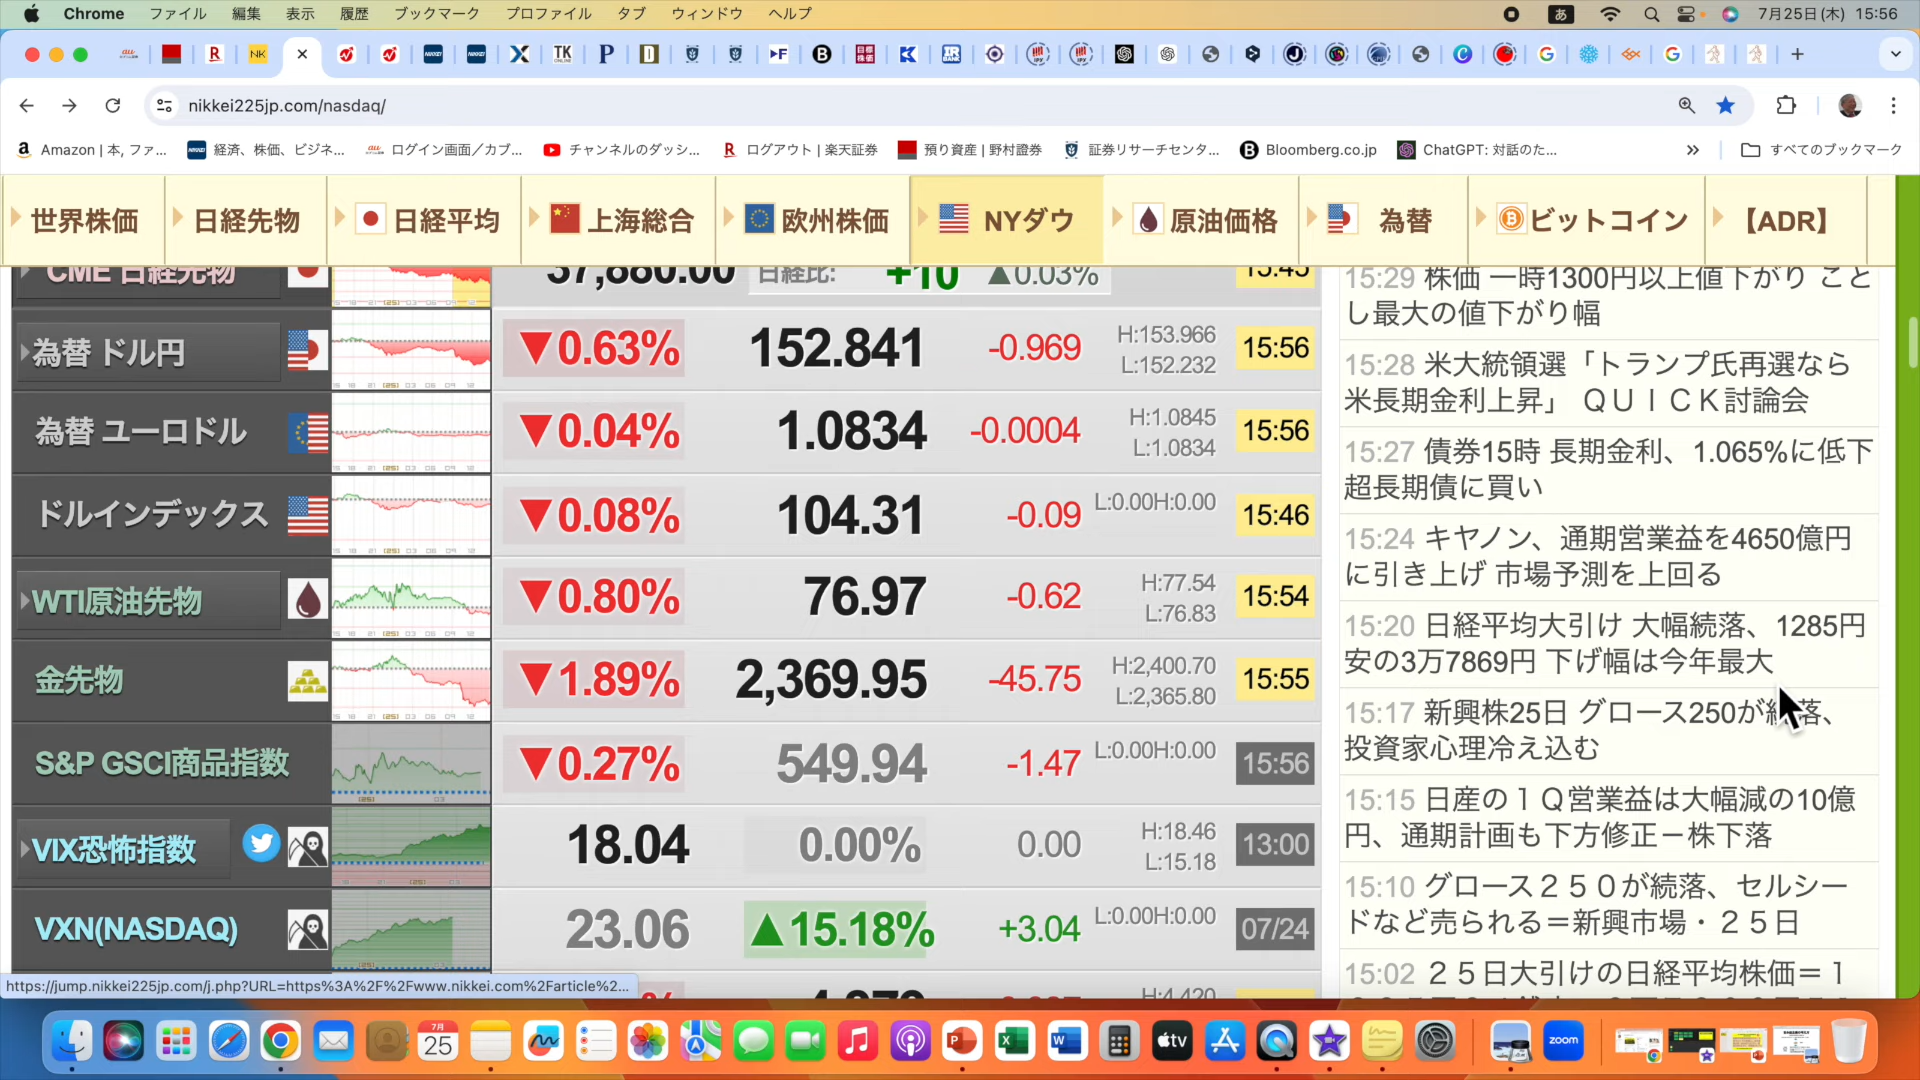 Chrome ファイル 編集 表示 履歴 ブックマーク プロファイル タブ ウィンドウ ヘルプ あ 7月25日(木) 15:56
nikkei225jp.com/nasdaq/
Amazon | 本, ファ... 経済、株価、ビジネ... ログイン画面／カブ... チャンネルのダッシ... ログアウト | 楽天証券 預り資産 | 野村證券 証券リサーチセンタ... Bloomberg.co.jp ChatGPT: 対話のた... すべてのブックマーク
世界株価 日経先物 日経平均 上海総合 欧州株価 NYダウ 原油価格 為替 ビットコイン 【ADR】
CME 日経先物 37,880.00 日経比: +10 ▲0.03% 15:45
為替 ドル円 ▼0.63% 152.841 -0.969 H:153.966 L:152.232 15:56
為替 ユーロドル ▼0.04% 1.0834 -0.0004 H:1.0845 L:1.0834 15:56
ドルインデックス ▼0.08% 104.31 -0.09 L:0.00H:0.00 15:46
WTI原油先物 ▼0.80% 76.97 -0.62 H:77.54 L:76.83 15:54
金先物 ▼1.89% 2,369.95 -45.75 H:2,400.70 L:2,365.80 15:55
S&P GSCI商品指数 ▼0.27% 549.94 -1.47 L:0.00H:0.00 15:56
VIX恐怖指数 18.04 0.00% 0.00 H:18.46 L:15.18 13:00
VXN(NASDAQ) 23.06 ▲15.18% +3.04 L:0.00H:0.00 07/24
15:29 株価 一時1300円以上値下がり こと
し最大の値下がり幅
15:28 米大統領選「トランプ氏再選なら
米長期金利上昇」 ＱＵＩＣＫ討論会
15:27 債券15時 長期金利、1.065%に低下
超長期債に買い
15:24 キヤノン、通期営業益を4650億円
に引き上げ 市場予測を上回る
15:20 日経平均大引け 大幅続落、1285円
安の3万7869円 下げ幅は今年最大
15:17 新興株25日 グロース250が続落、
投資家心理冷え込む
15:15 日産の１Ｑ営業益は大幅減の10億
円、通期計画も下方修正－株下落
15:10 グロース２５０が続落、セルシー
ドなど売られる＝新興市場・２５日
15:02 ２５日大引けの日経平均株価＝１
https://jump.nikkei225jp.com/j.php?URL=https%3A%2F%2Fwww.nikkei.com%2Farticle%2...
7月
25
tv
zoom